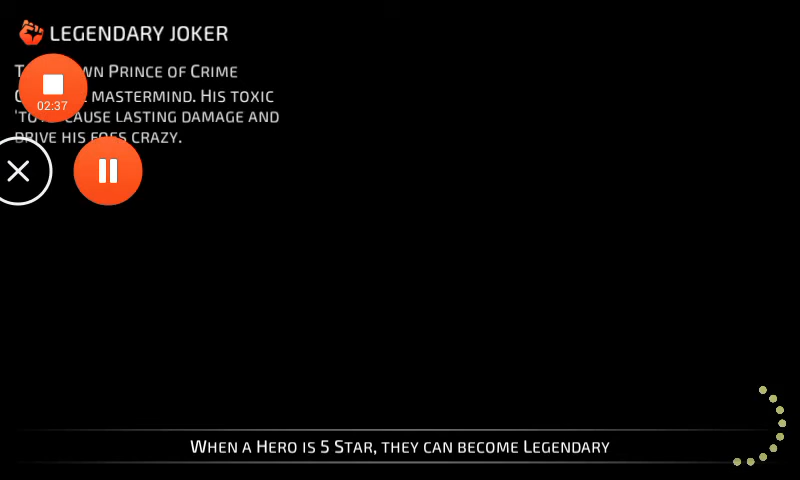 LEGENDARY JOKER
WN PRINCE OF CRIME
MASTERMIND. HIS TOXIC
CAUSE LASTING DAMAGE AND
DRIVE HIS FOES CRAZY.
02:37
WHEN A HERO IS 5 STAR, THEY CAN BECOME LEGENDARY